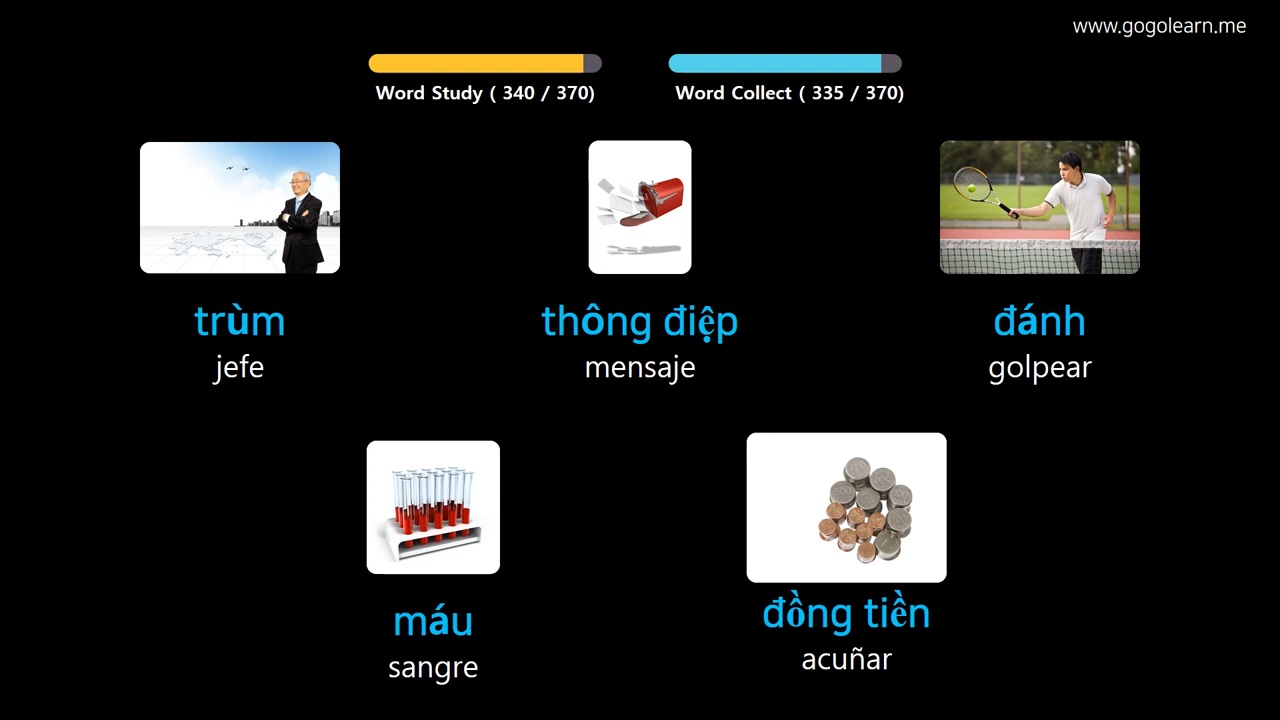 www.gogolearn.me
Word Study ( 340 / 370)
Word Collect ( 335 / 370)
trùm
jefe
thông điệp
mensaje
đánh
golpear
máu
sangre
đồng tiền
acuñar